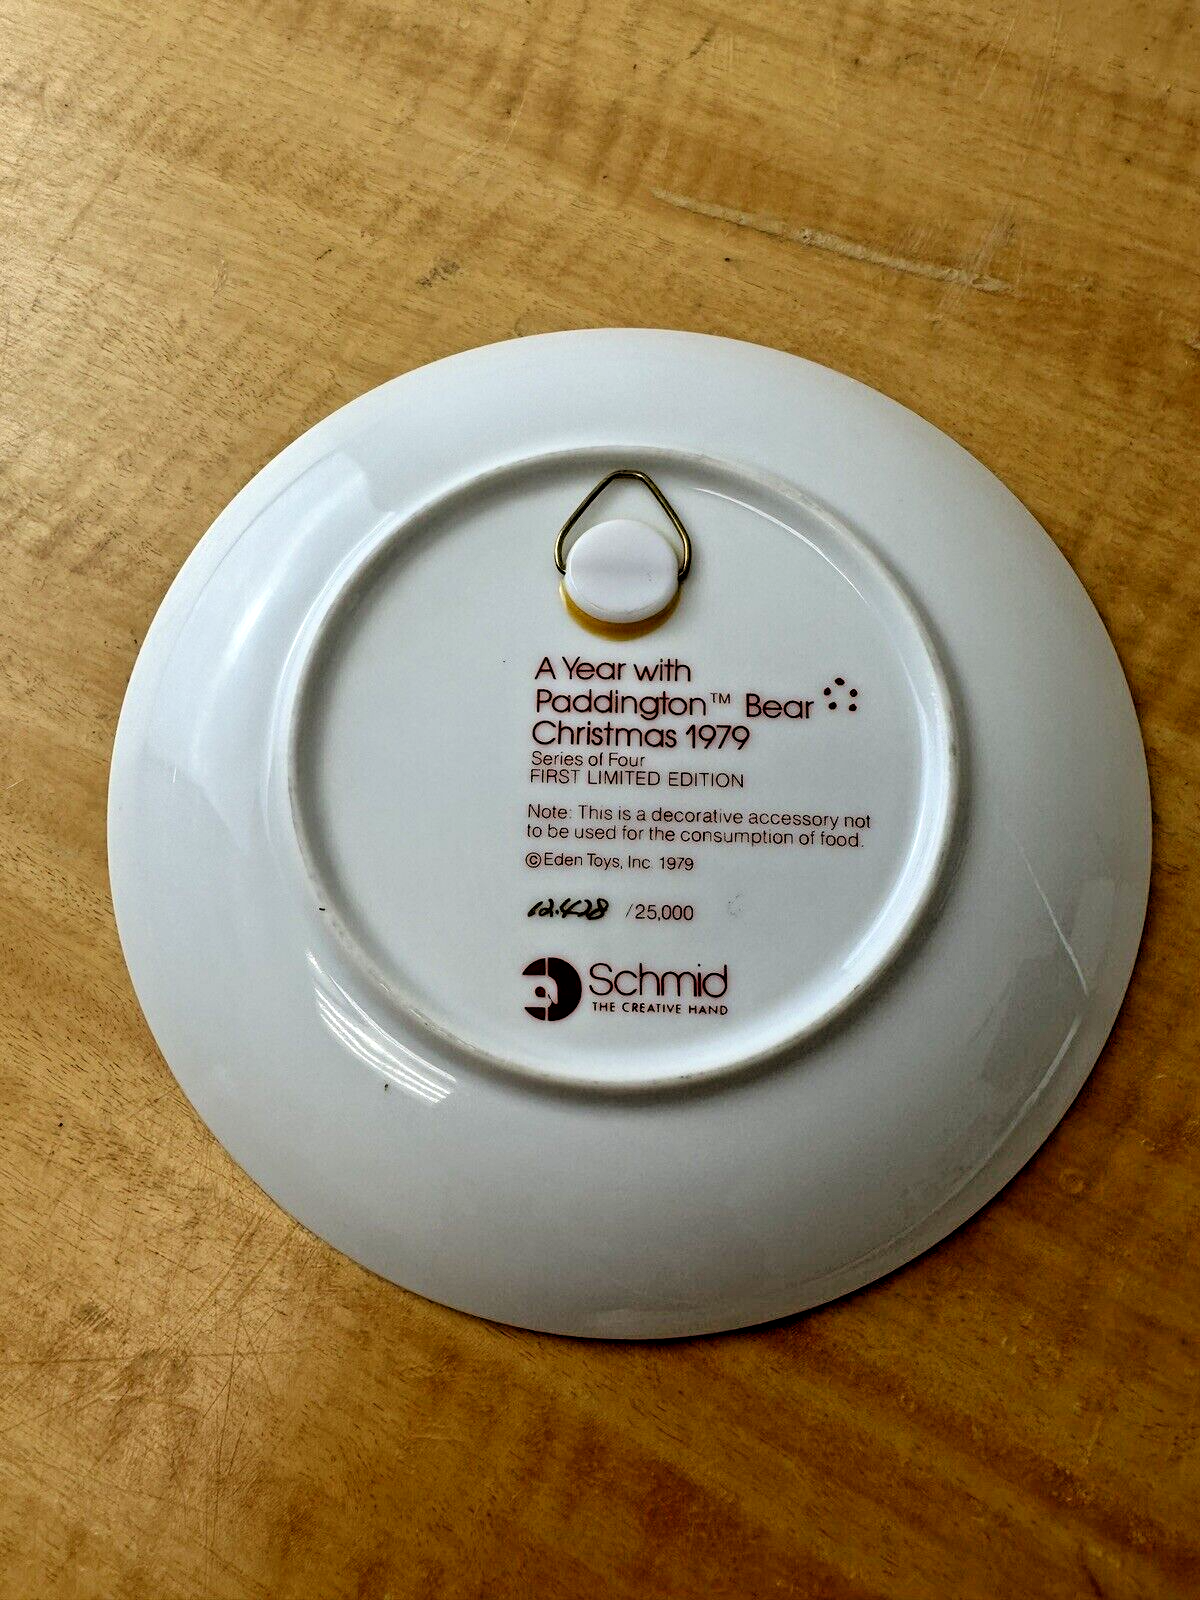 A Year with
Paddington™ Bear
Christmas 1979
Series of Four
FIRST LIMITED EDITION
Note: This is a decorative accessory not
to be used for the consumption of food.
©Eden Toys, Inc. 1979
12.428 /25,000
Schmid
THE CREATIVE HAND